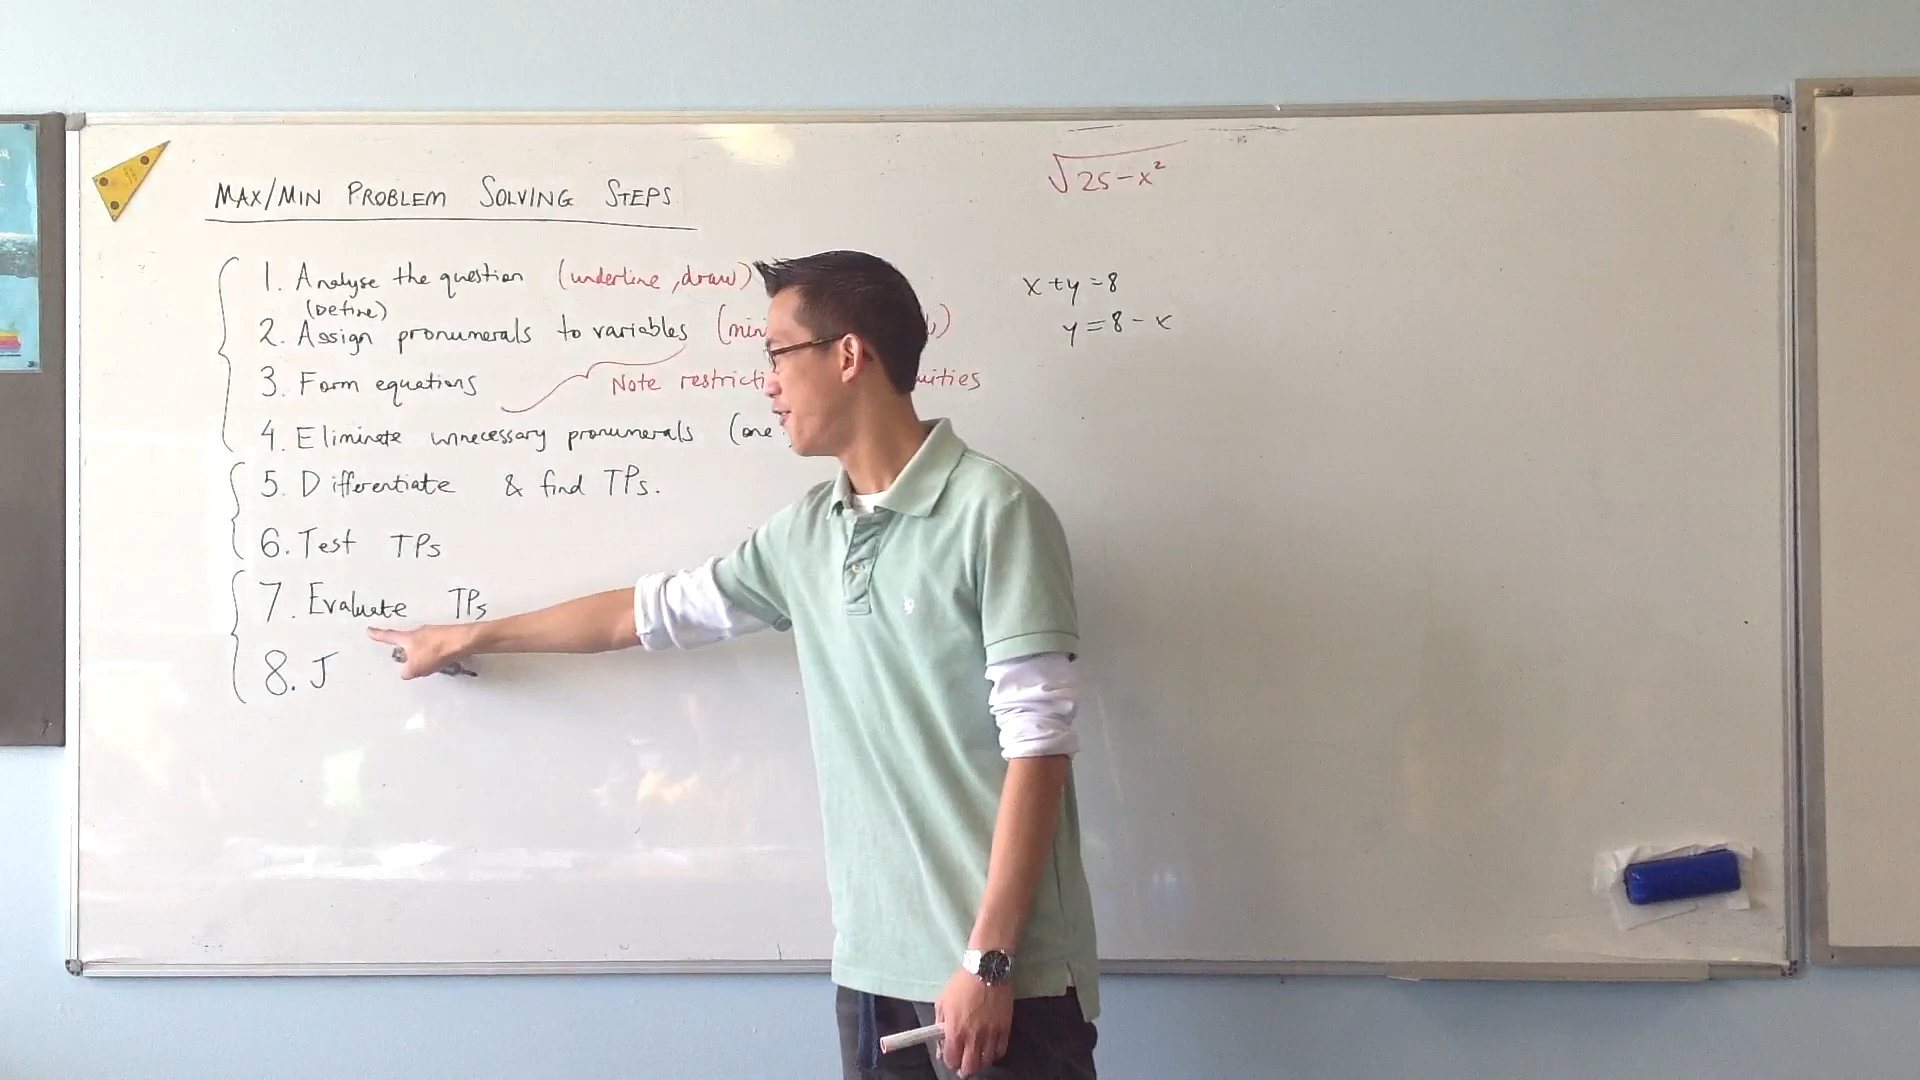 MAX/MIN PROBLEM SOLVING STEPS
1. Analyse the question (underline, draw)
(Define)
2. Assign pronumerals to variables
3. Form equations
Note
4. Eliminate unnecessary pronumerals (one
5. Differentiate & find TPs.
6. Test TPs
7. Evaluate TPs
8. J
√25-x²
x+y=8
y=8-x